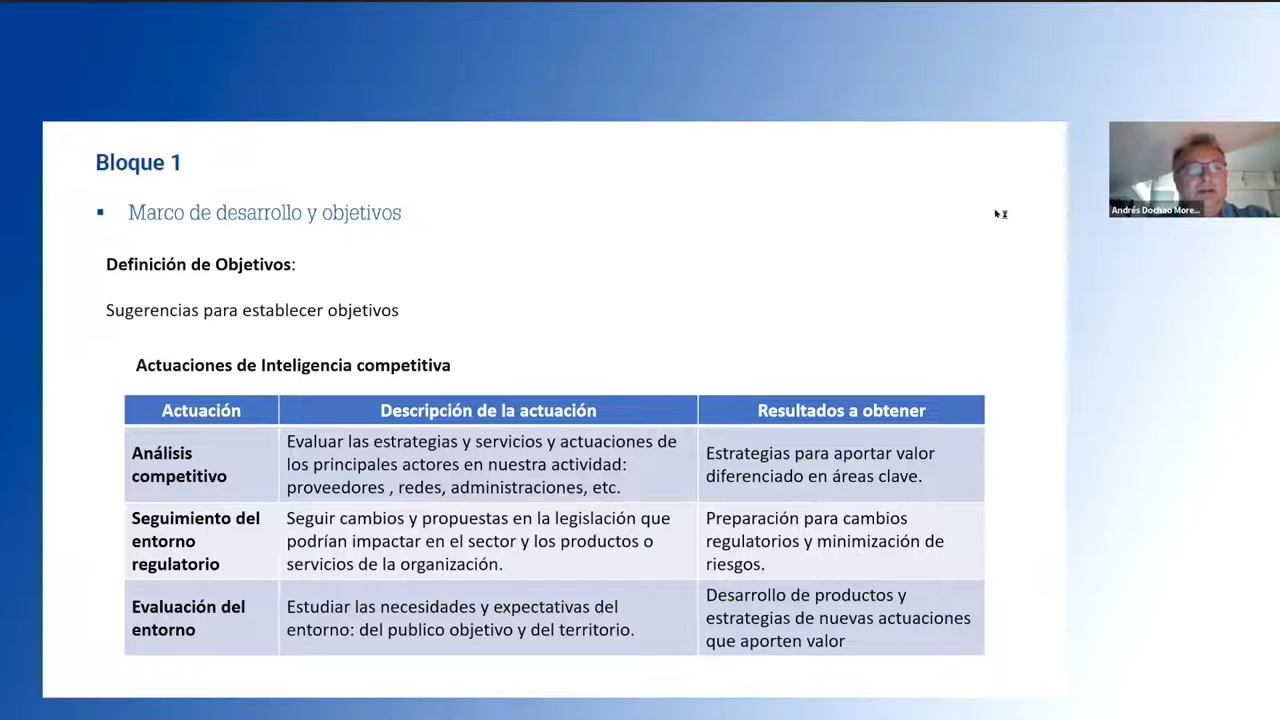 Bloque 1
▪ Marco de desarrollo y objetivos
Definición de Objetivos:
Sugerencias para establecer objetivos
Actuaciones de Inteligencia competitiva
Actuación
Descripción de la actuación
Resultados a obtener
Análisis
competitivo
Evaluar las estrategias y servicios y actuaciones de
los principales actores en nuestra actividad:
proveedores , redes, administraciones, etc.
Estrategias para aportar valor
diferenciado en áreas clave.
Seguimiento del
entorno
regulatorio
Seguir cambios y propuestas en la legislación que
podrían impactar en el sector y los productos o
servicios de la organización.
Preparación para cambios
regulatorios y minimización de
riesgos.
Evaluación del
entorno
Estudiar las necesidades y expectativas del
entorno: del publico objetivo y del territorio.
Desarrollo de productos y
estrategias de nuevas actuaciones
que aporten valor
Andrés Dochao More...